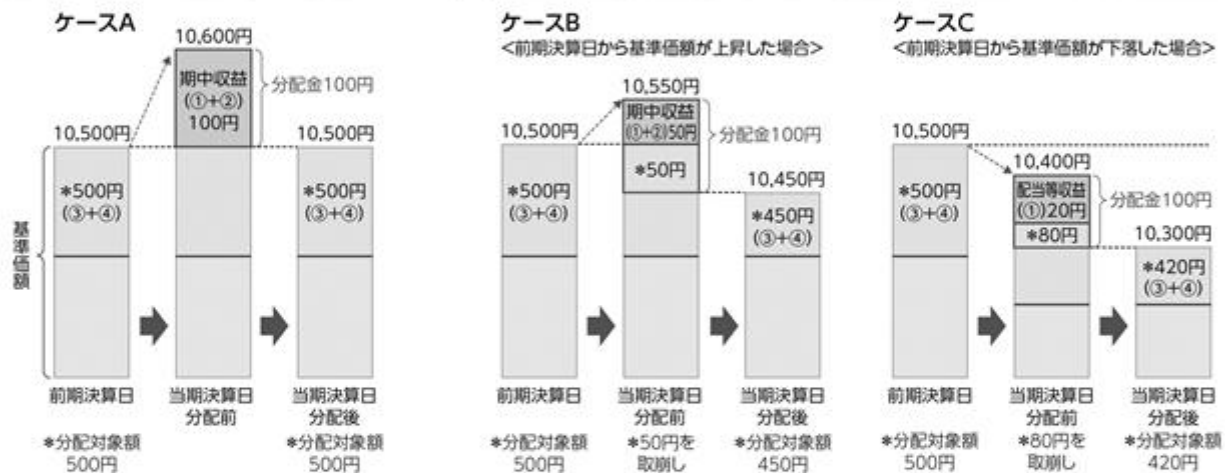 ケースA
10,600円
期中収益
(①+②)
100円
分配金100円
10,500円
10,500円
*500円
(③+④)
*500円
(③+④)
基準価額
前期決算日
当期決算日
分配前
当期決算日
分配後
*分配対象額
500円
*分配対象額
500円
ケースB
<前期決算日から基準価額が上昇した場合>
10,550円
期中収益
(①+②)50円
分配金100円
10,500円
*500円
(③+④)
*50円
10,450円
*450円
(③+④)
前期決算日
当期決算日
分配前
当期決算日
分配後
*分配対象額
500円
*50円を
取崩し
*分配対象額
450円
ケースC
<前期決算日から基準価額が下落した場合>
10,500円
10,400円
*500円
(③+④)
配当等収益
(①)20円
分配金100円
*80円
10,300円
*420円
(③+④)
前期決算日
当期決算日
分配前
当期決算日
分配後
*分配対象額
500円
*80円を
取崩し
*分配対象額
420円